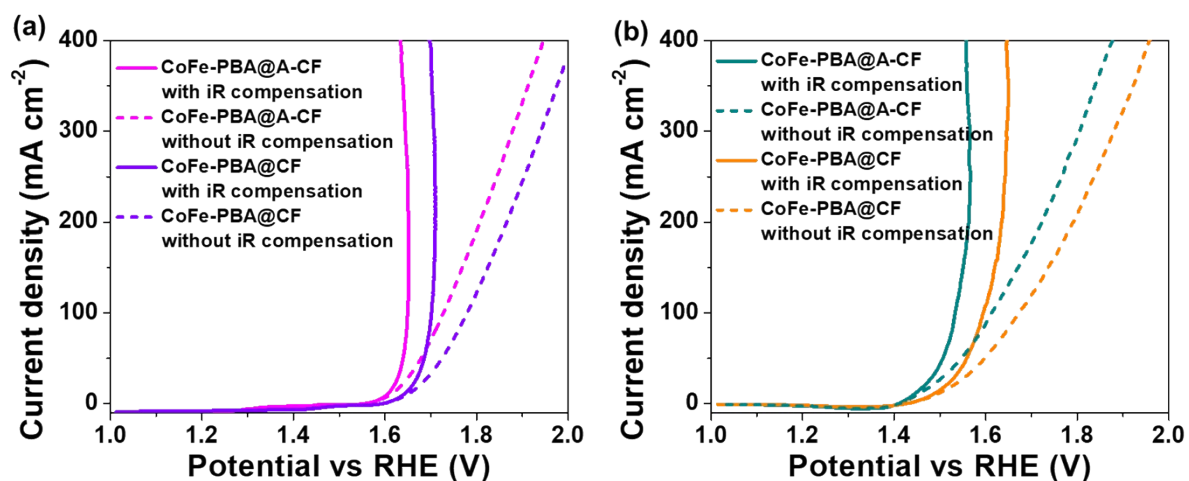 (a)
Current density (mA cm⁻²)
400
300
200
100
0
CoFe-PBA@A-CF
with iR compensation
CoFe-PBA@A-CF
without iR compensation
CoFe-PBA@CF
with iR compensation
CoFe-PBA@CF
without iR compensation
1.0 1.2 1.4 1.6 1.8 2.0
Potential vs RHE (V)
(b)
Current density (mA cm⁻²)
400
300
200
100
0
CoFe-PBA@A-CF
with iR compensation
CoFe-PBA@A-CF
without iR compensation
CoFe-PBA@CF
with iR compensation
CoFe-PBA@CF
without iR compensation
1.0 1.2 1.4 1.6 1.8 2.0
Potential vs RHE (V)